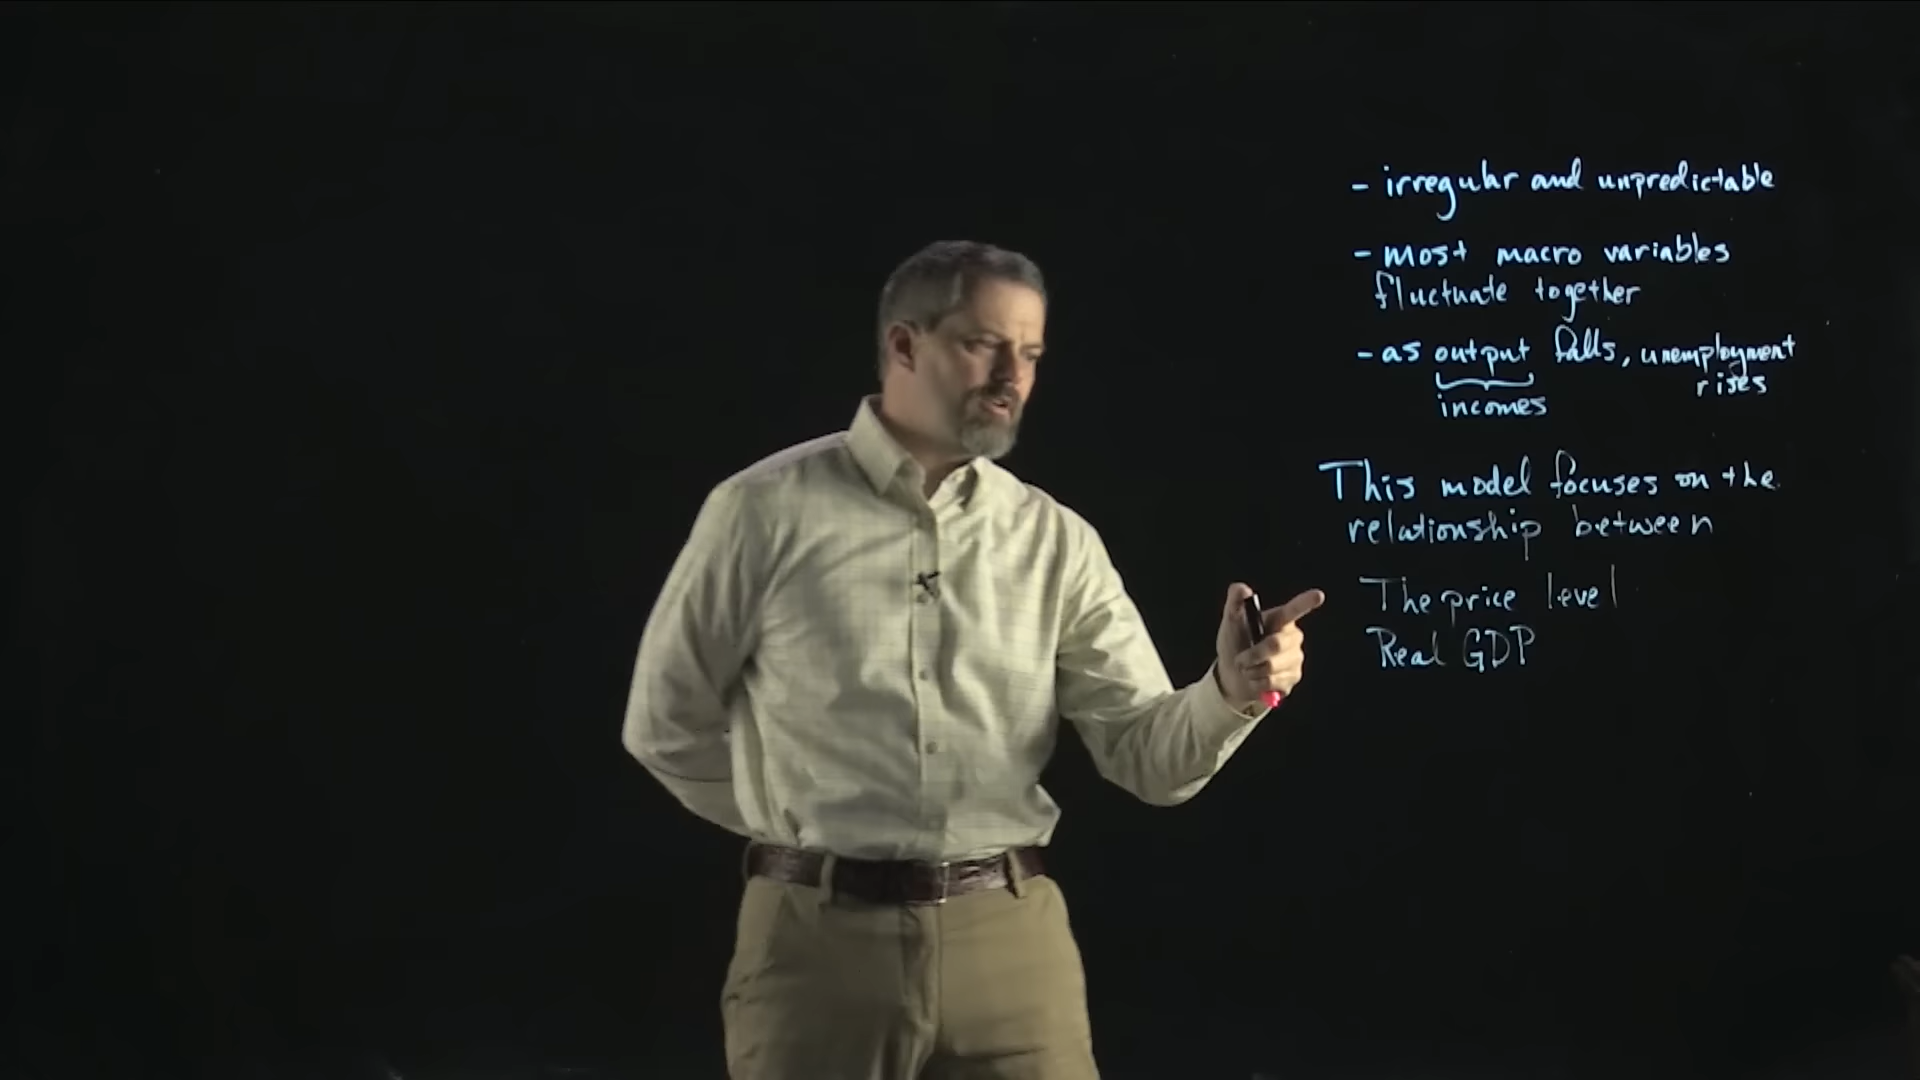 - irregular and unpredictable
- most macro variables
fluctuate together
- as output falls, unemployment
rises
incomes
This model focuses on the
relationship between
The price level
Real GDP